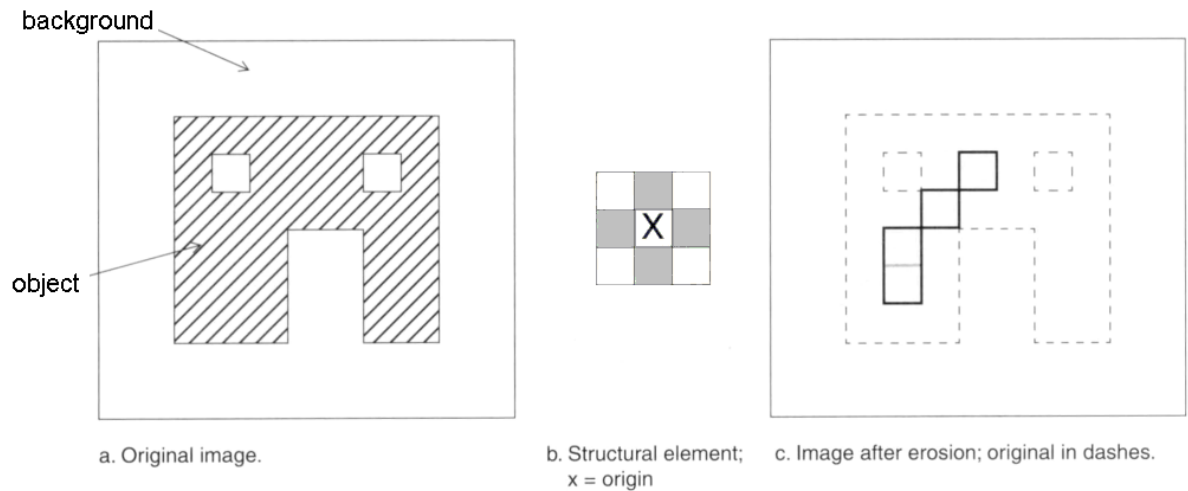 background
object
X
a. Original image.
b. Structural element;
x = origin
c. Image after erosion; original in dashes.